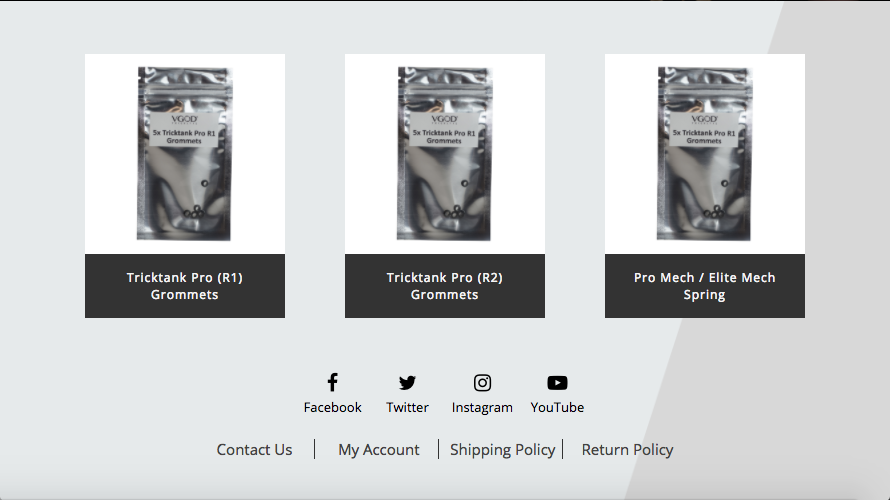 VGOD
5x Tricktank Pro R1
Grommets
VGOD
5x Tricktank Pro R1
Grommets
VGOD
5x Tricktank Pro R1
Grommets
Tricktank Pro (R1)
Grommets
Tricktank Pro (R2)
Grommets
Pro Mech / Elite Mech
Spring
Facebook
Twitter
Instagram
YouTube
Contact Us
My Account
Shipping Policy
Return Policy